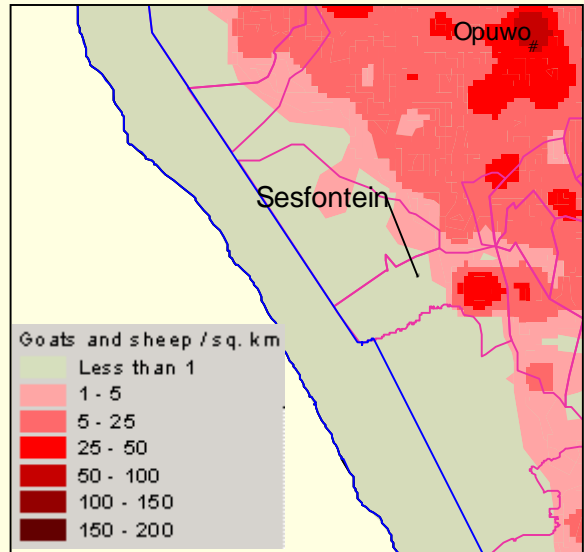 Opuwo
#
Sesfontein
Goats and sheep / sq. km
Less than 1
1 - 5
5 - 25
25 - 50
50 - 100
100 - 150
150 - 200